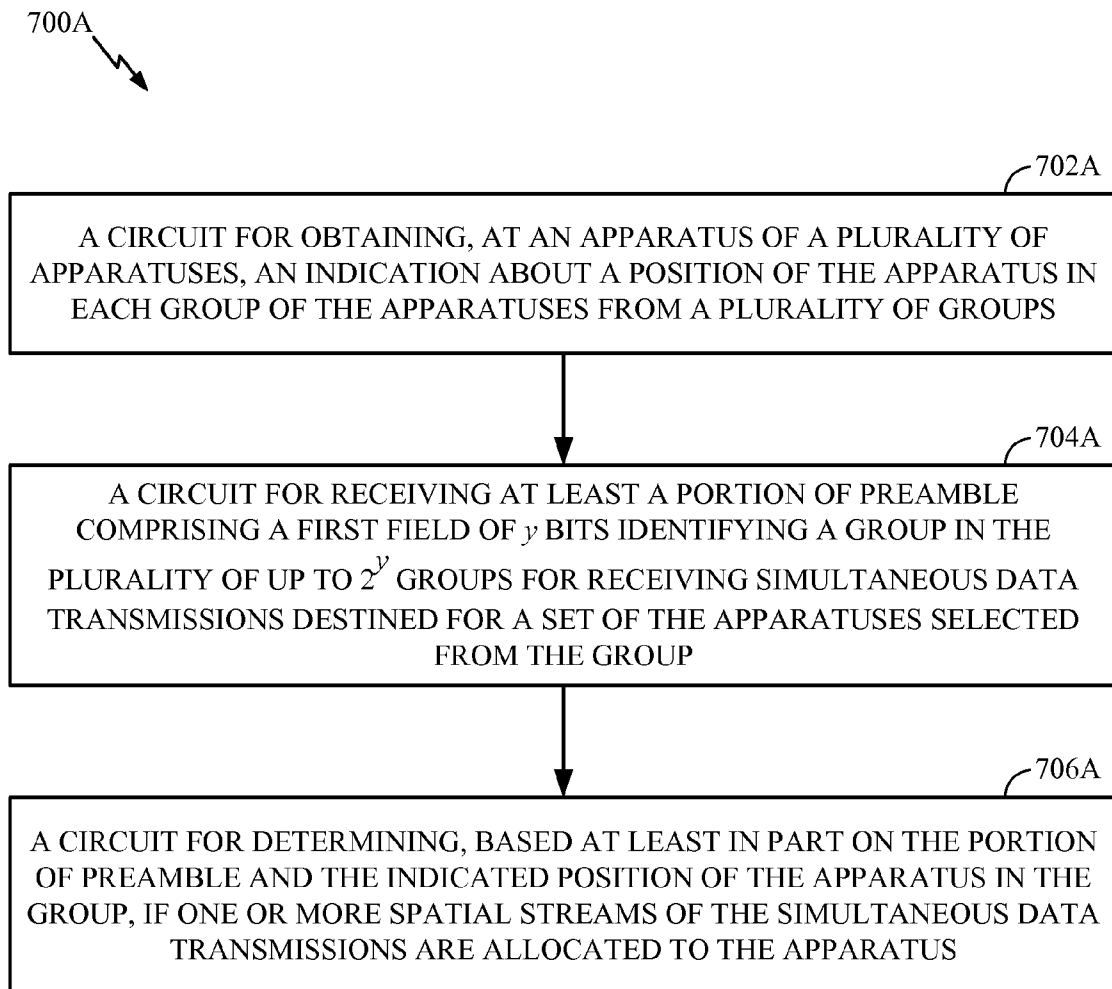 700A
702A
A CIRCUIT FOR OBTAINING, AT AN APPARATUS OF A PLURALITY OF
APPARATUSES, AN INDICATION ABOUT A POSITION OF THE APPARATUS IN
EACH GROUP OF THE APPARATUSES FROM A PLURALITY OF GROUPS
704A
A CIRCUIT FOR RECEIVING AT LEAST A PORTION OF PREAMBLE
COMPRISING A FIRST FIELD OF y BITS IDENTIFYING A GROUP IN THE
PLURALITY OF UP TO 2^y GROUPS FOR RECEIVING SIMULTANEOUS DATA
TRANSMISSIONS DESTINED FOR A SET OF THE APPARATUSES SELECTED
FROM THE GROUP
706A
A CIRCUIT FOR DETERMINING, BASED AT LEAST IN PART ON THE PORTION
OF PREAMBLE AND THE INDICATED POSITION OF THE APPARATUS IN THE
GROUP, IF ONE OR MORE SPATIAL STREAMS OF THE SIMULTANEOUS DATA
TRANSMISSIONS ARE ALLOCATED TO THE APPARATUS